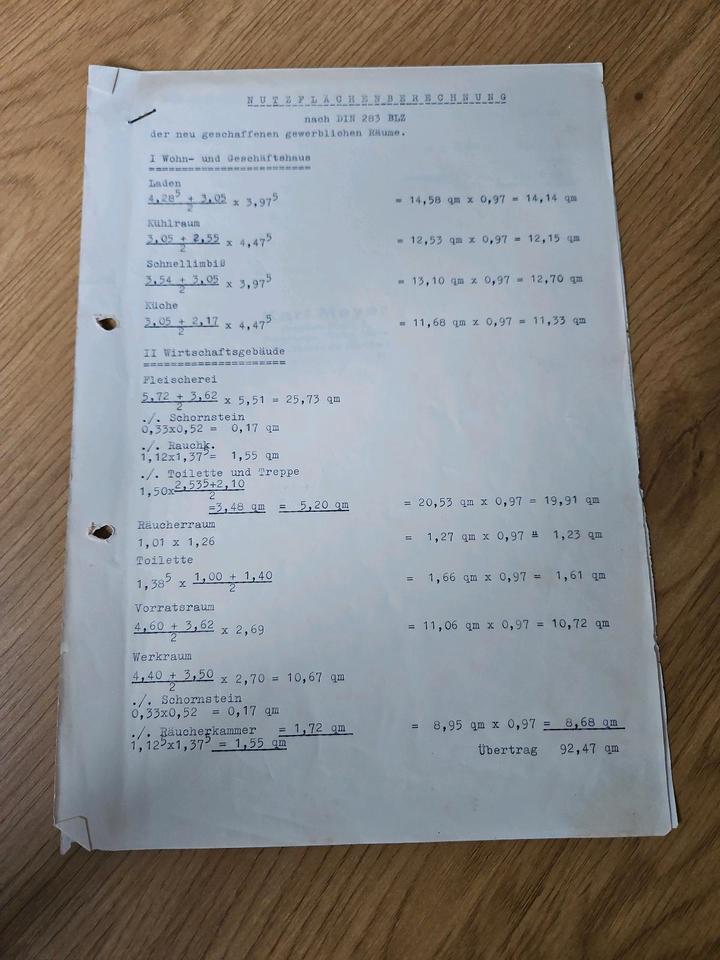 NUTZFLÄCHENBERECHNUNG
nach DIN 283 BLZ
der neu geschaffenen gewerblichen Räume.
I Wohn- und Geschäftshaus
Laden
4,28⁵ + 3,05 / 2 x 3,97⁵ = 14,58 qm x 0,97 = 14,14 qm
Kühlraum
3,05 + 2,55 / 2 x 4,47⁵ = 12,53 qm x 0,97 = 12,15 qm
Schnellimbiß
3,54 + 3,05 / 2 x 3,97⁵ = 13,10 qm x 0,97 = 12,70 qm
Küche
3,05 + 2,17 / 2 x 4,47⁵ = 11,68 qm x 0,97 = 11,33 qm
II Wirtschaftsgebäude
Fleischerei
5,72 + 3,62 / 2 x 5,51 = 25,73 qm
./. Schornstein
0,33x0,52 = 0,17 qm
./. Rauchk.
1,12x1,37⁵= 1,55 qm
./. Toilette und Treppe
1,50x 2,535+2,10 / 2
=3,48 qm = 5,20 qm = 20,53 qm x 0,97 = 19,91 qm
Räucherraum
1,01 x 1,26 = 1,27 qm x 0,97 = 1,23 qm
Toilette
1,38⁵ x 1,00 + 1,40 / 2 = 1,66 qm x 0,97 = 1,61 qm
Vorratsraum
4,60 + 3,62 / 2 x 2,69 = 11,06 qm x 0,97 = 10,72 qm
Werkraum
4,40 + 3,50 / 2 x 2,70 = 10,67 qm
./. Schornstein
0,33x0,52 = 0,17 qm
./. Räucherkammer = 1,72 qm = 8,95 qm x 0,97 = 8,68 qm
1,12⁵x1,37⁵ = 1,55 qm Übertrag 92,47 qm